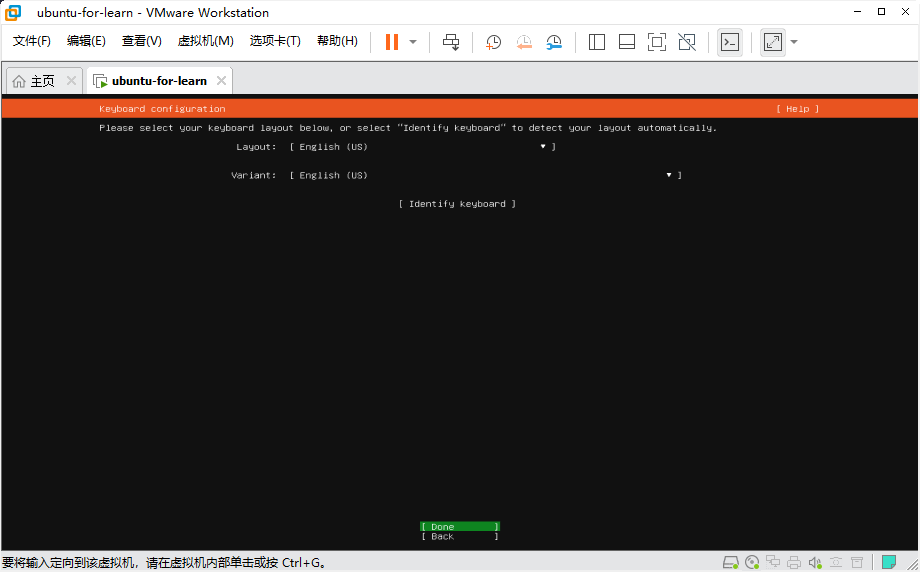 ubuntu-for-learn - VMware Workstation
文件(F) 编辑(E) 查看(V) 虚拟机(M) 选项卡(T) 帮助(H)
主页 ubuntu-for-learn
Keyboard configuration [ Help ]
Please select your keyboard layout below, or select "Identify keyboard" to detect your layout automatically.
Layout: [ English (US) ▾ ]
Variant: [ English (US) ▾ ]
[ Identify keyboard ]
[ Done ]
[ Back ]
要将输入定向到该虚拟机，请在虚拟机内部单击或按 Ctrl+G。